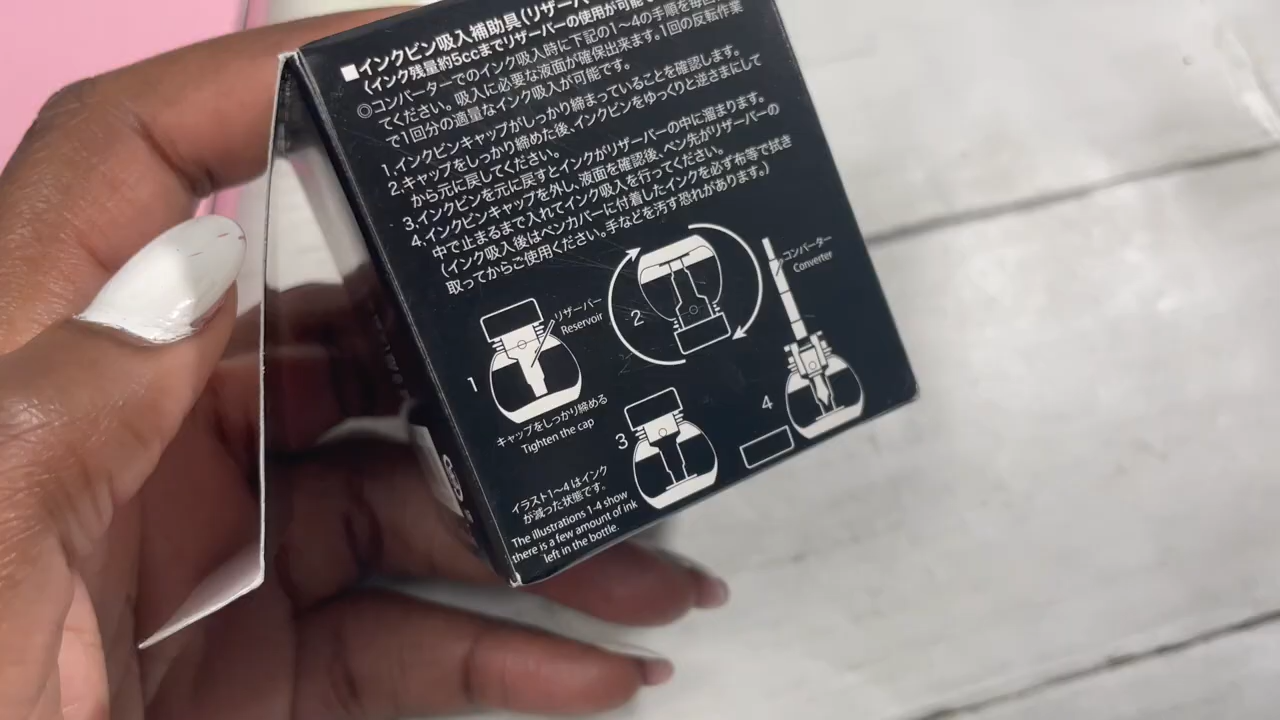 ■インクビン吸入補助具(リザーバ
(インク残量約5ccまでリザーバーの使用が可能で
◎コンバーターでのインク吸入時に下記の1〜4の手順を毎回
てください。吸入に必要な液面が確保出来ます。1回の反転作業
で1回分の適量なインク吸入が可能です。
1.インクビンキャップがしっかり締まっていることを確認します。
2.キャップをしっかり締めた後、インクビンをゆっくりと逆さまにして
から元に戻してください。
3.インクビンを元に戻すとインクがリザーバーの中に溜まります。
4.インクビンキャップを外し、液面を確認後、ペン先がリザーバーの
中で止まるまで入れてインク吸入を行ってください。
(インク吸入後はペンカバーに付着したインクを必ず布等で拭き
取ってからご使用ください。手などを汚す恐れがあります。)
1
リザーバー
Reservoir
キャップをしっかり締める
Tighten the cap
2
3
4
コンバーター
Converter
イラスト1〜4はインク
が減った状態です。
The illustrations 1-4 show
there is a few amount of ink
left in the bottle.